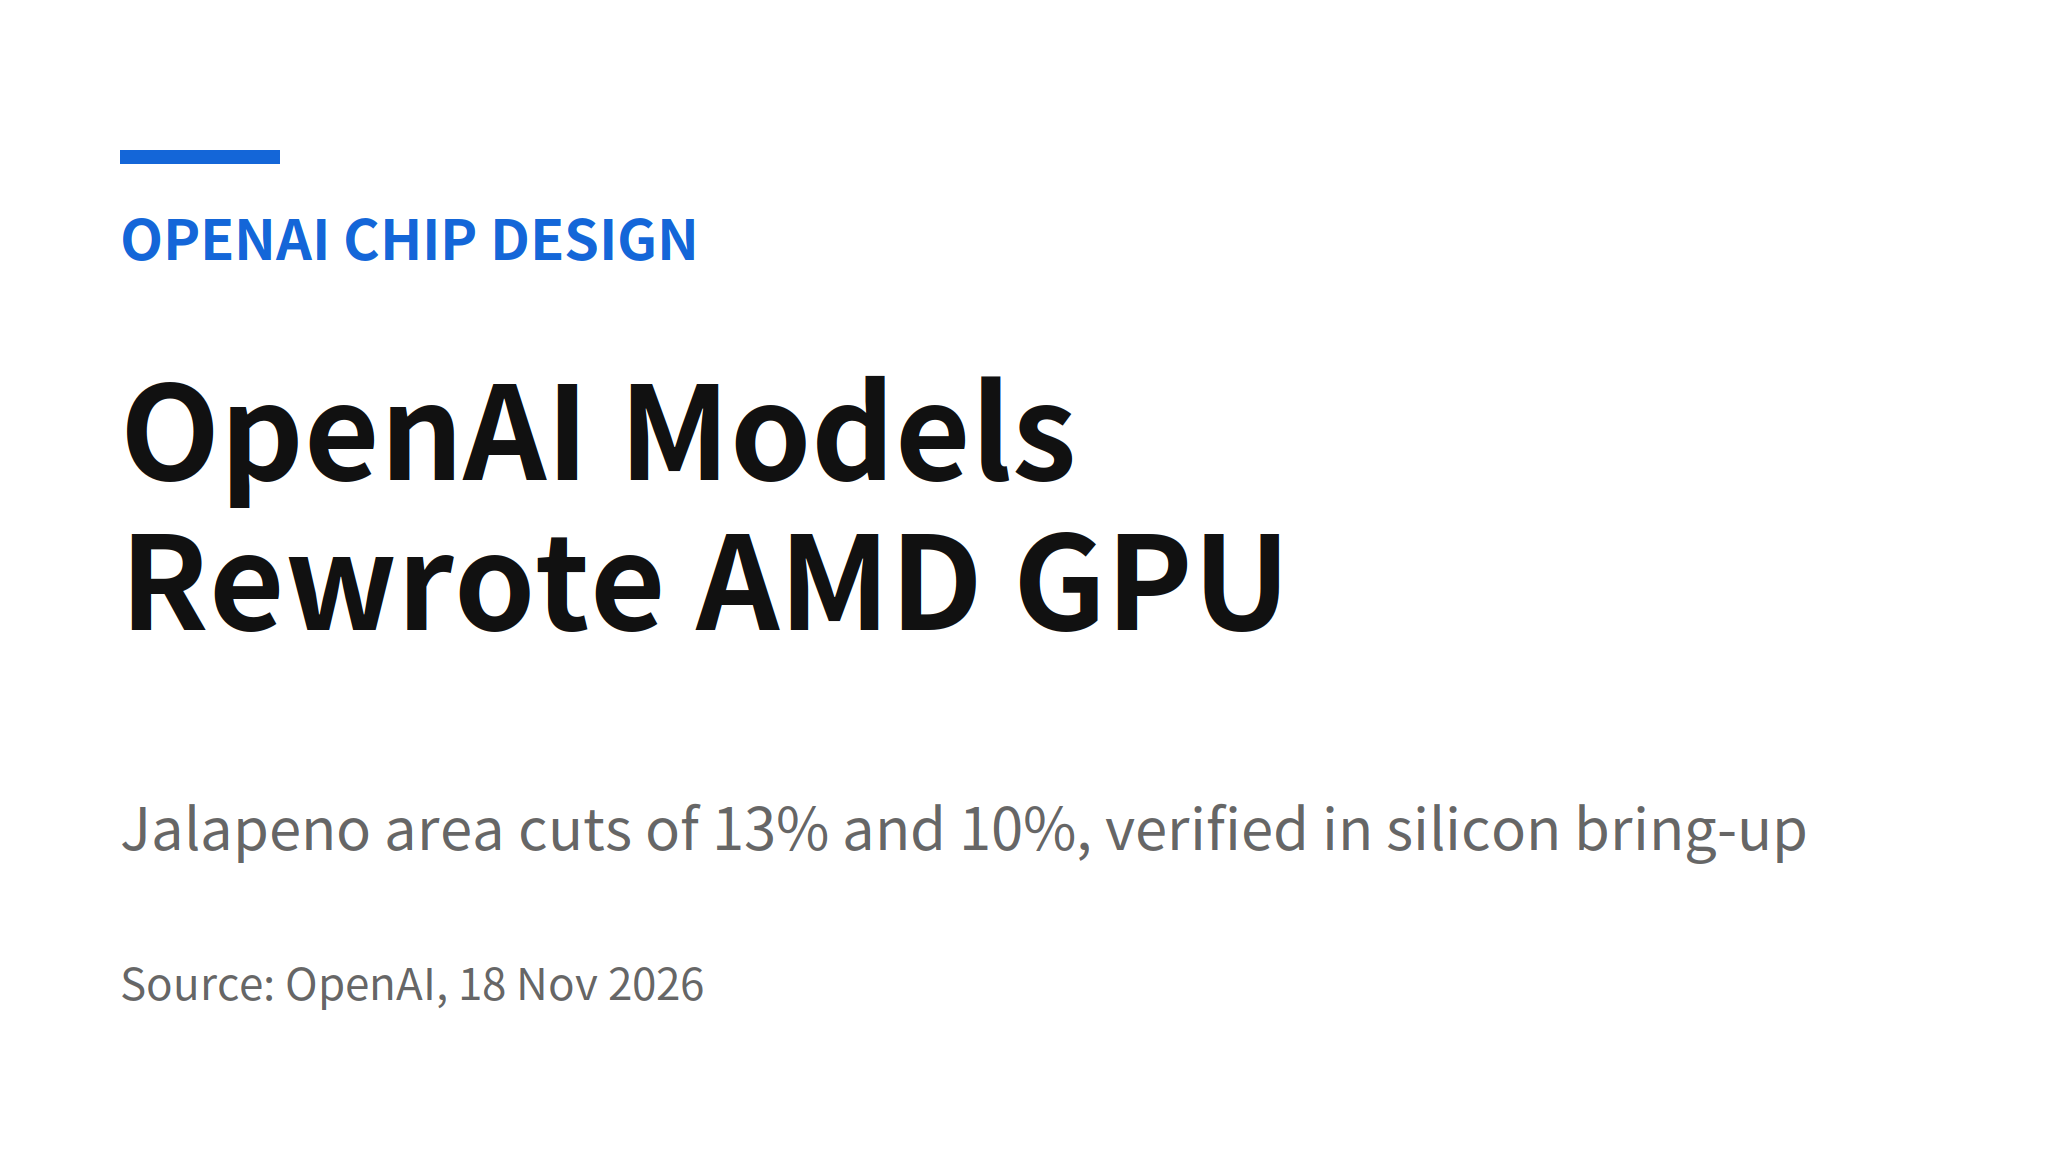 OPENAI CHIP DESIGN
OpenAI Models
Rewrote AMD GPU
Jalapeno area cuts of 13% and 10%, verified in silicon bring-up
Source: OpenAI, 18 Nov 2026